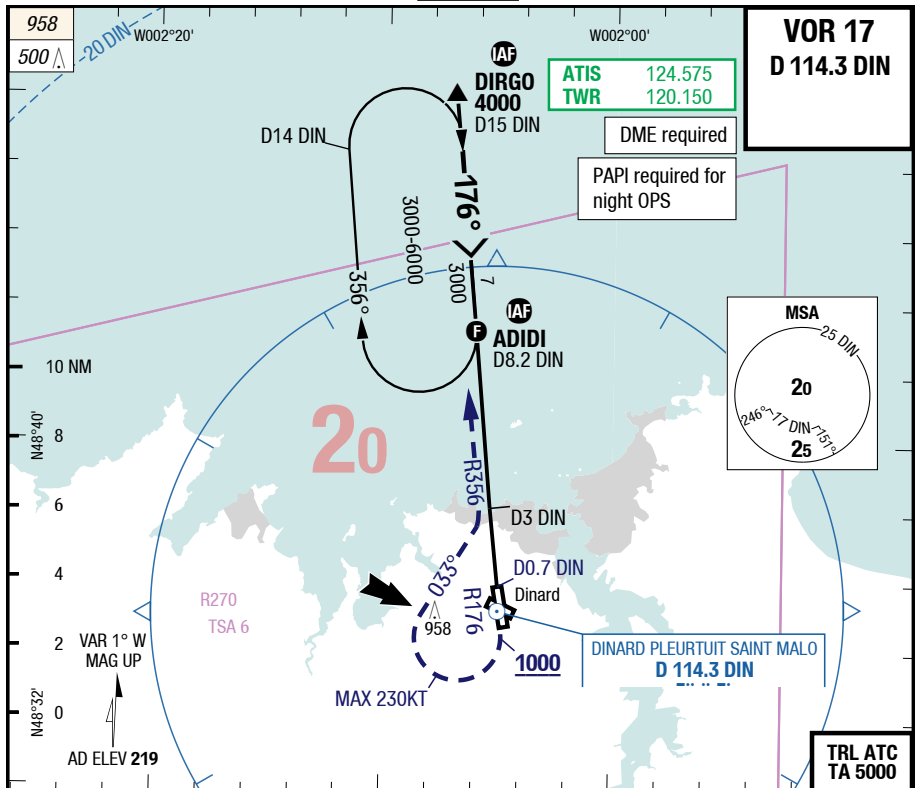 958
500
20 DIN
W002°20'
W002°00'
VOR 17
D 114.3 DIN
IAF
DIRGO
4000
D15 DIN
ATIS 124.575
TWR 120.150
DME required
PAPI required for
night OPS
D14 DIN
176°
3000-6000
3000
7
356°
IAF
F
ADIDI
D8.2 DIN
MSA
25 DIN
20
246° 17 DIN 151°
25
10 NM
N48°40'
8
20
R356
6
D3 DIN
4
033°
D0.7 DIN
Dinard
R270
TSA 6
958
R176
2
VAR 1° W
MAG UP
1000
DINARD PLEURTUIT SAINT MALO
D 114.3 DIN
MAX 230KT
N48°32'
0
AD ELEV 219
TRL ATC
TA 5000